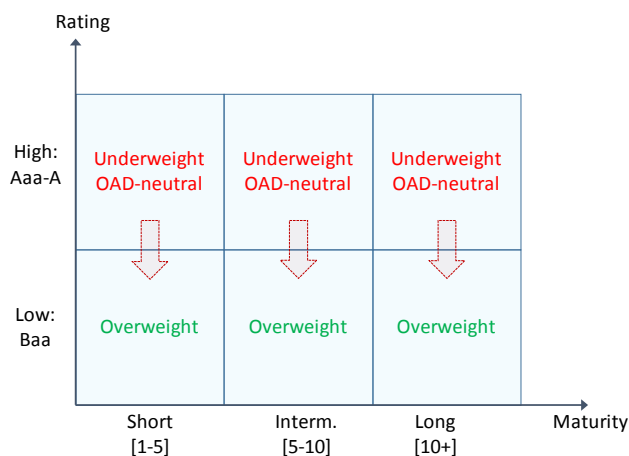 Rating
High:
Aaa-A
Underweight
OAD-neutral
Underweight
OAD-neutral
Underweight
OAD-neutral
Low:
Baa
Overweight
Overweight
Overweight
Short
[1-5]
Interm.
[5-10]
Long
[10+]
Maturity